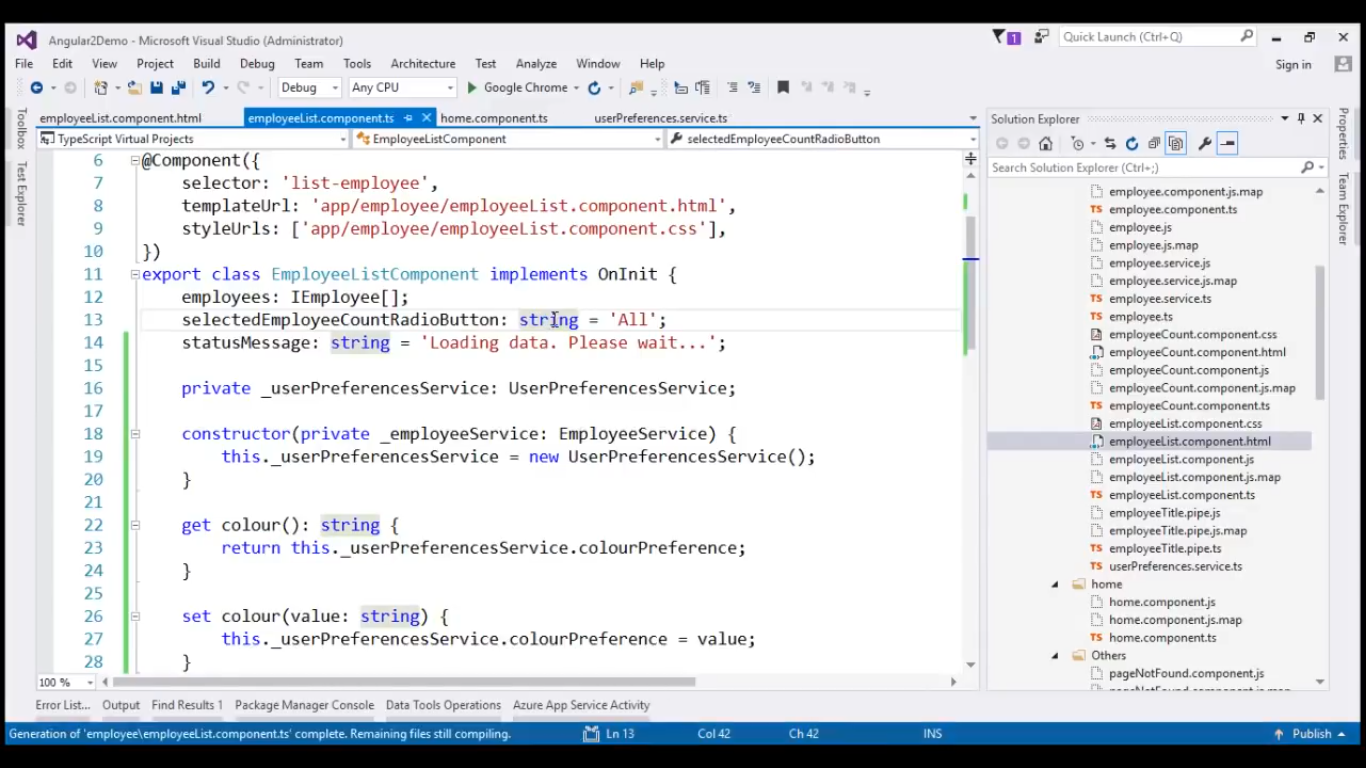 Angular2Demo - Microsoft Visual Studio (Administrator)
1
Quick Launch (Ctrl+Q)
File Edit View Project Build Debug Team Tools Architecture Test Analyze Window Help
Sign in
Debug Any CPU Google Chrome
Toolbox
Test Explorer
employeeList.component.html employeeList.component.ts home.component.ts userPreferences.service.ts
TypeScript Virtual Projects EmployeeListComponent selectedEmployeeCountRadioButton
6 @Component({
7 selector: 'list-employee',
8 templateUrl: 'app/employee/employeeList.component.html',
9 styleUrls: ['app/employee/employeeList.component.css'],
10 })
11 export class EmployeeListComponent implements OnInit {
12 employees: IEmployee[];
13 selectedEmployeeCountRadioButton: string = 'All';
14 statusMessage: string = 'Loading data. Please wait...';
15
16 private _userPreferencesService: UserPreferencesService;
17
18 constructor(private _employeeService: EmployeeService) {
19 this._userPreferencesService = new UserPreferencesService();
20 }
21
22 get colour(): string {
23 return this._userPreferencesService.colourPreference;
24 }
25
26 set colour(value: string) {
27 this._userPreferencesService.colourPreference = value;
28 }
100 %
Solution Explorer
Search Solution Explorer (Ctrl+;)
employee.component.js.map
TS employee.component.ts
employee.js
employee.js.map
employee.service.js
employee.service.js.map
TS employee.service.ts
TS employee.ts
employeeCount.component.css
employeeCount.component.html
employeeCount.component.js
employeeCount.component.js.map
TS employeeCount.component.ts
employeeList.component.css
employeeList.component.html
employeeList.component.js
employeeList.component.js.map
TS employeeList.component.ts
employeeTitle.pipe.js
employeeTitle.pipe.js.map
TS employeeTitle.pipe.ts
TS userPreferences.service.ts
home
home.component.js
home.component.js.map
TS home.component.ts
Others
pageNotFound.component.js
Properties
Team Explorer
Error List... Output Find Results 1 Package Manager Console Data Tools Operations Azure App Service Activity
Generation of 'employee\employeeList.component.ts' complete. Remaining files still compiling. Ln 13 Col 42 Ch 42 INS Publish